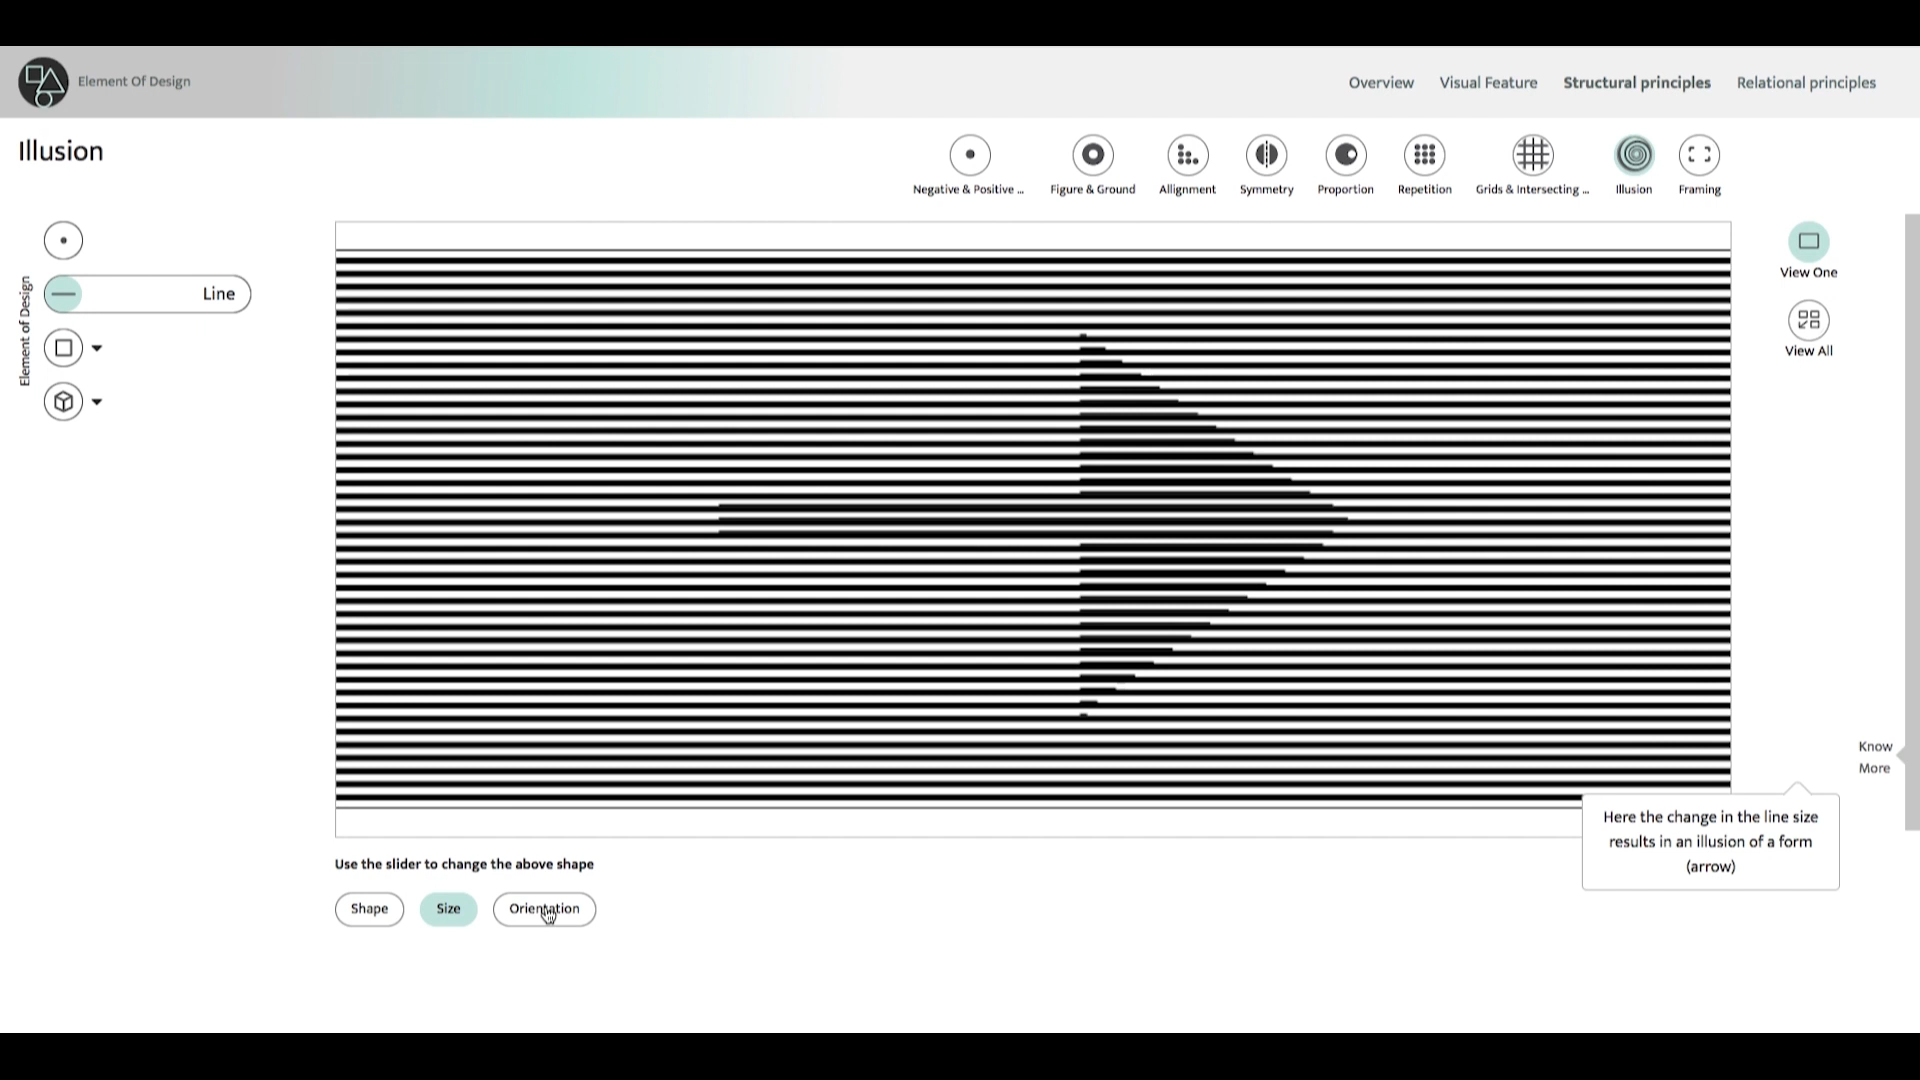 Element Of Design
Overview
Visual Feature
Structural principles
Relational principles
Illusion
Negative & Positive ...
Figure & Ground
Allignment
Symmetry
Proportion
Repetition
Grids & Intersecting ...
Illusion
Framing
Element of Design
Line
View One
View All
Know
More
Here the change in the line size
results in an illusion of a form
(arrow)
Use the slider to change the above shape
Shape
Size
Orientation